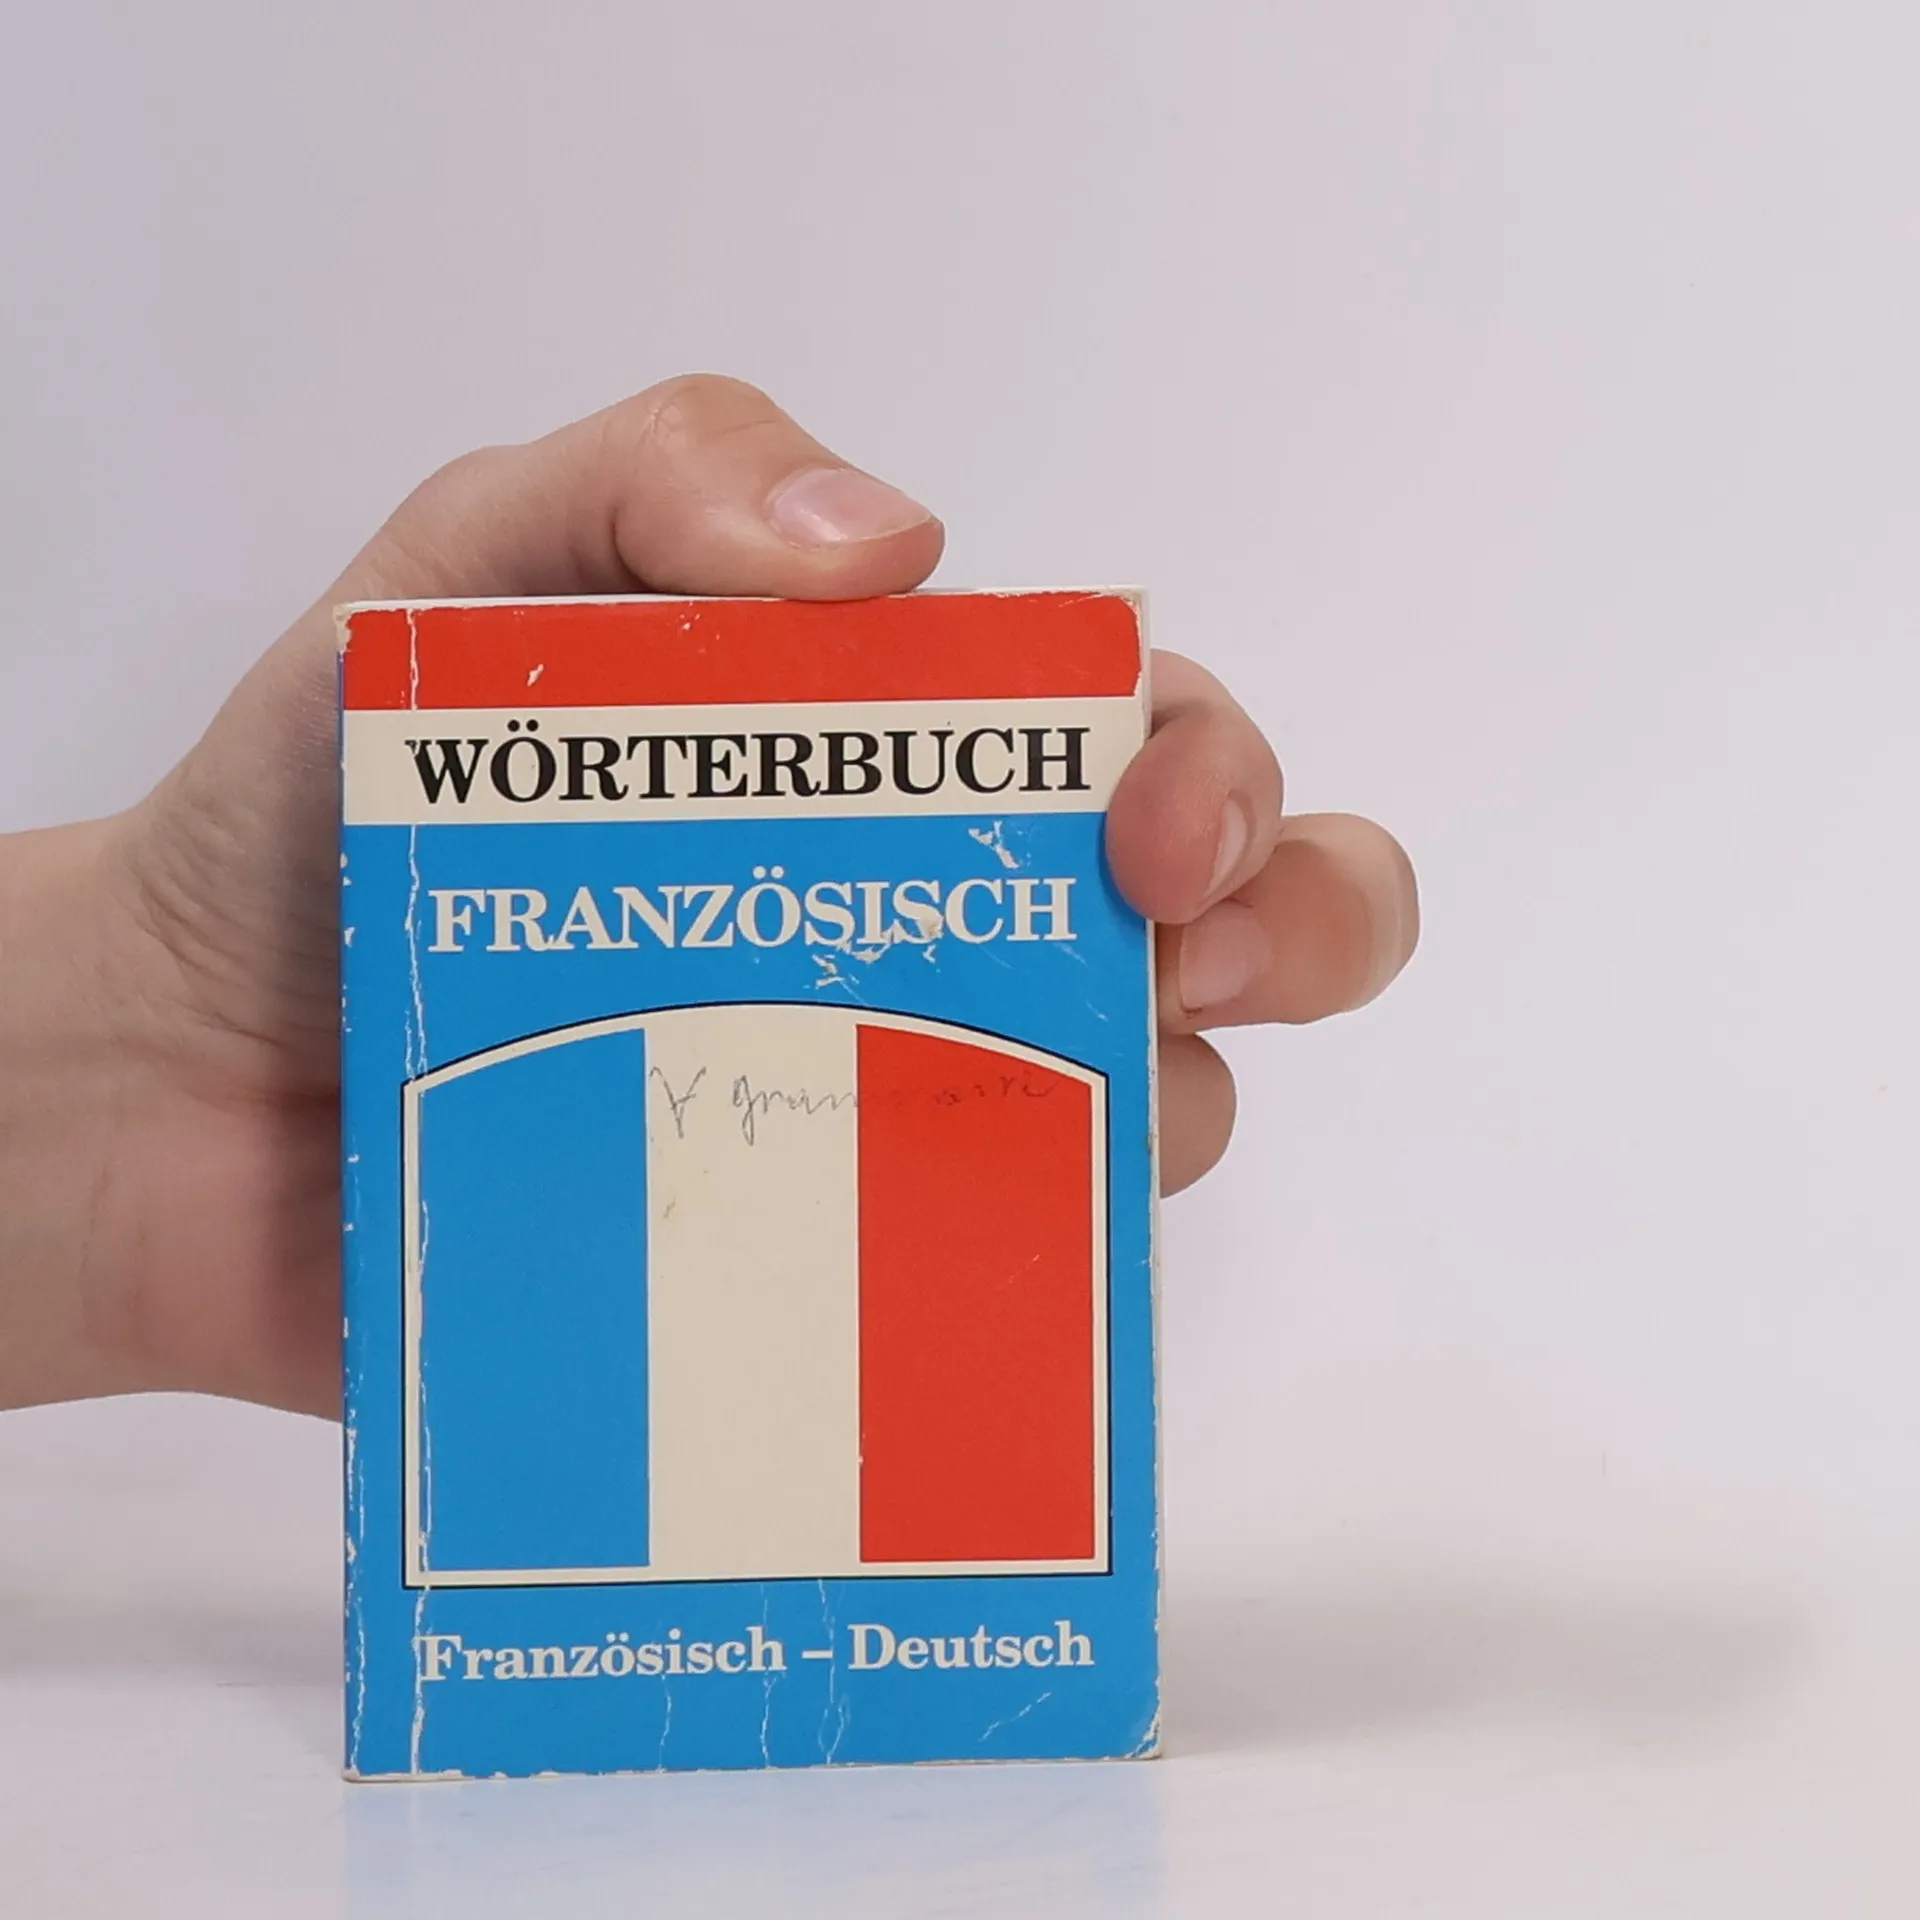 WÖRTERBUCH
FRANZÖSISCH
Französisch – Deutsch